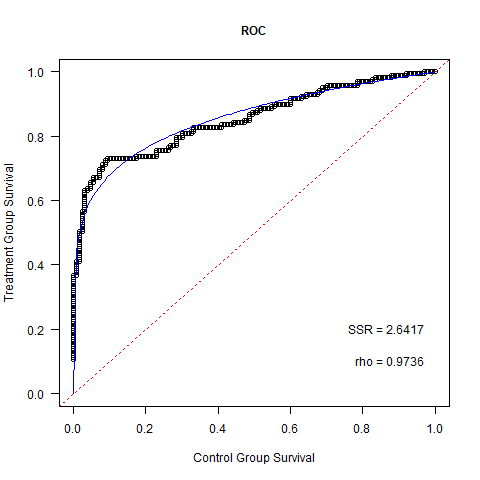 ROC
Treatment Group Survival
1.0
0.8
0.6
0.4
0.2
0.0
SSR = 2.6417
rho = 0.9736
0.0 0.2 0.4 0.6 0.8 1.0
Control Group Survival